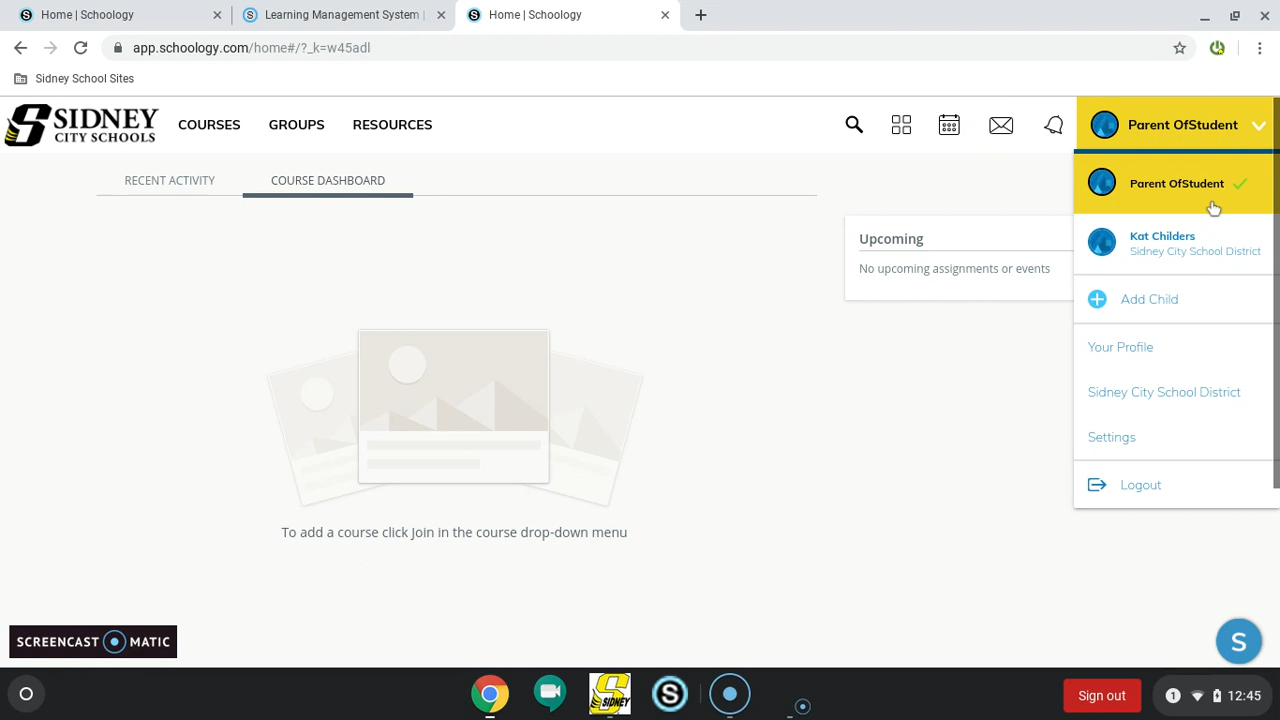 Home | Schoology
Learning Management System |
Home | Schoology
app.schoology.com/home#/?_k=w45adl
Sidney School Sites
S SIDNEY
CITY SCHOOLS
COURSES
GROUPS
RESOURCES
Parent OfStudent
RECENT ACTIVITY
COURSE DASHBOARD
Parent OfStudent
Upcoming
No upcoming assignments or events
Kat Childers
Sidney City School District
Add Child
Your Profile
Sidney City School District
Settings
Logout
To add a course click Join in the course drop-down menu
SCREENCAST MATIC
S
SIDNEY
S
Sign out
1
12:45